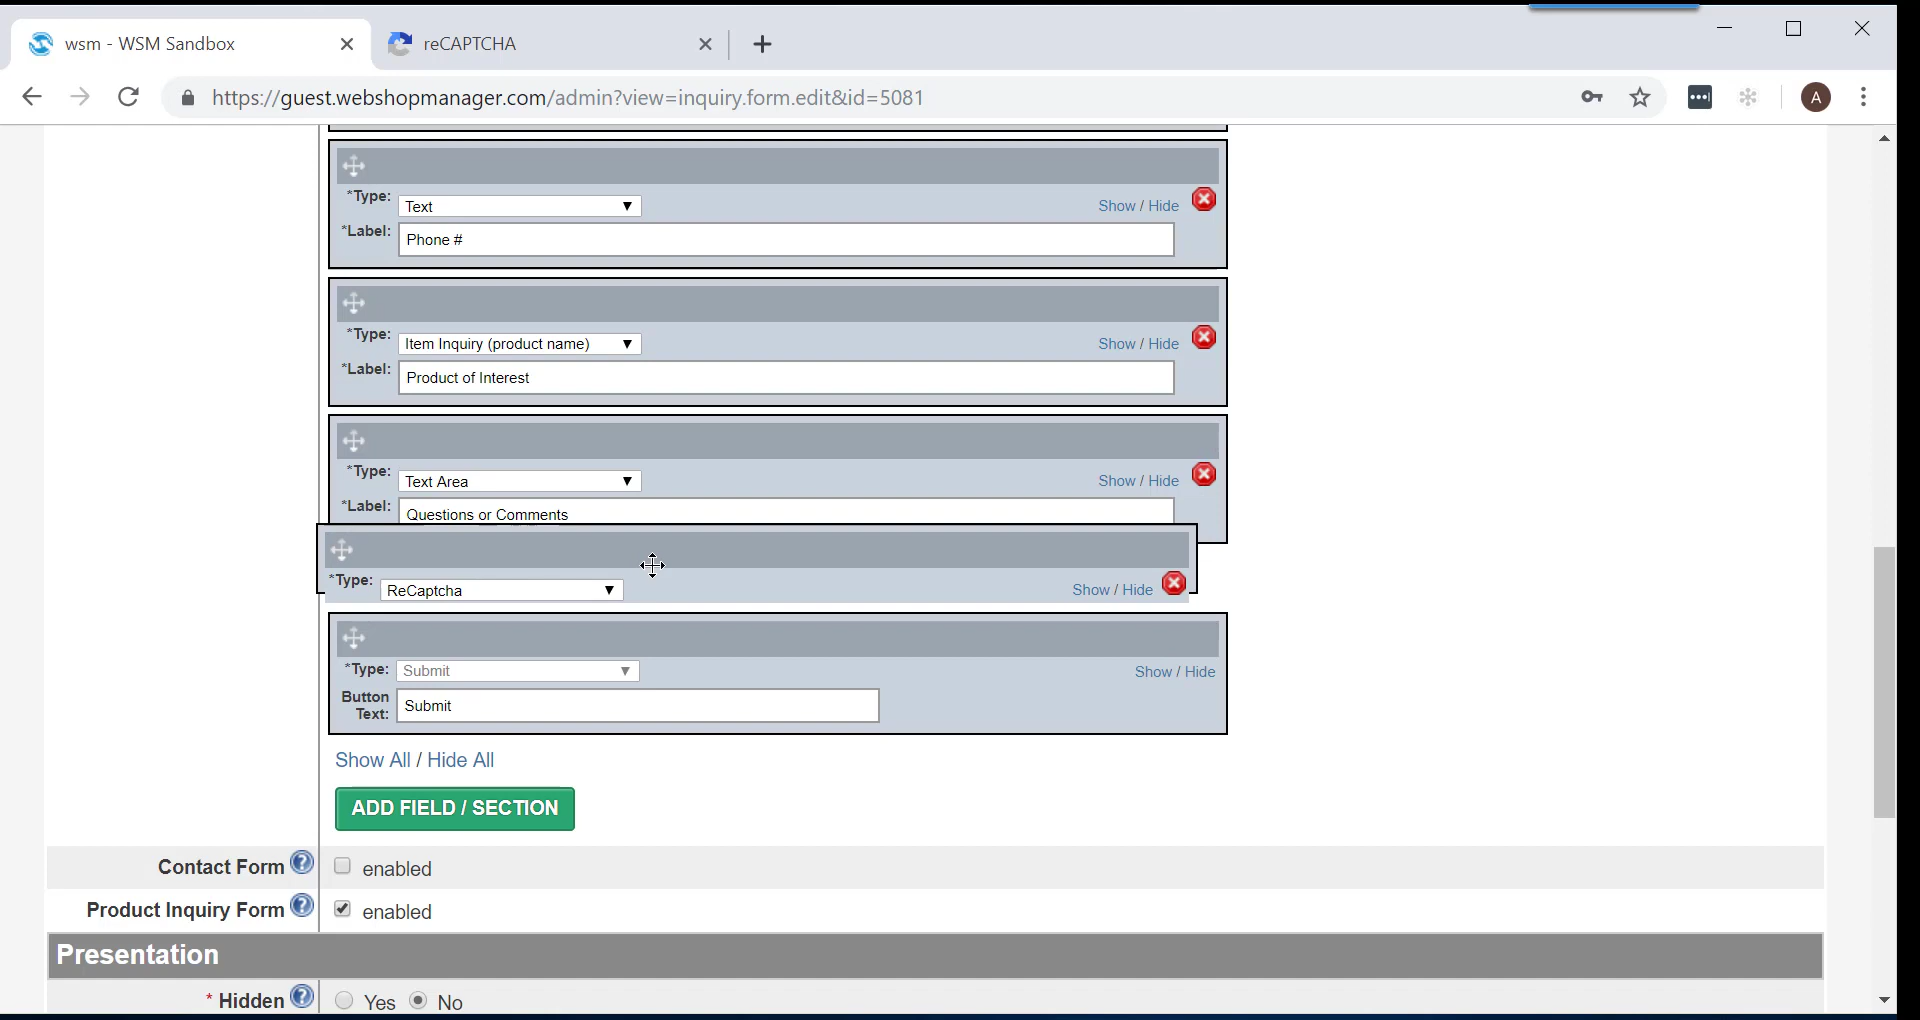 wsm - WSM Sandbox
reCAPTCHA
https://guest.webshopmanager.com/admin?view=inquiry.form.edit&id=5081
A
*Type:
Text
Show / Hide
*Label:
Phone #
*Type:
Item Inquiry (product name)
Show / Hide
*Label:
Product of Interest
*Type:
Text Area
Show / Hide
*Label:
Questions or Comments
*Type:
ReCaptcha
Show / Hide
*Type:
Submit
Show / Hide
Button
Text:
Submit
Show All / Hide All
ADD FIELD / SECTION
Contact Form
enabled
Product Inquiry Form
enabled
Presentation
* Hidden
Yes
No